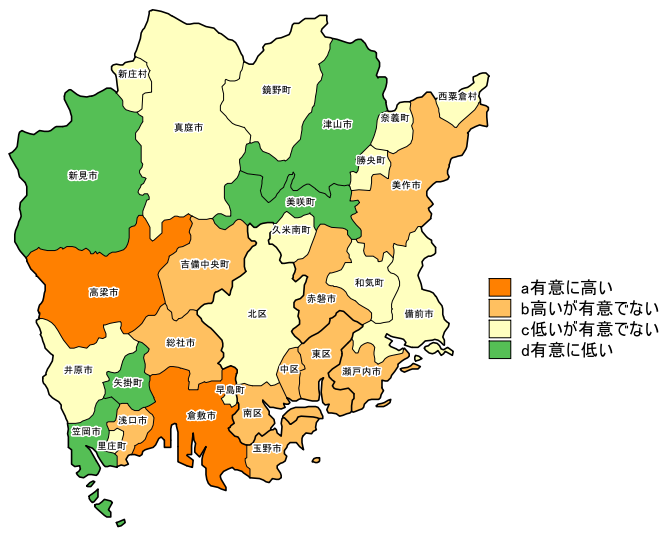 新庄村
鏡野町
西粟倉村
奈義町
津山市
真庭市
勝央町
新見市
美作市
美咲町
久米南町
吉備中央町
和気町
高梁市
赤磐市
北区
備前市
総社市
東区
中区
井原市
瀬戸内市
矢掛町
早島町
南区
倉敷市
浅口市
笠岡市
里庄町
玉野市
a有意に高い
b高いが有意でない
c低いが有意でない
d有意に低い